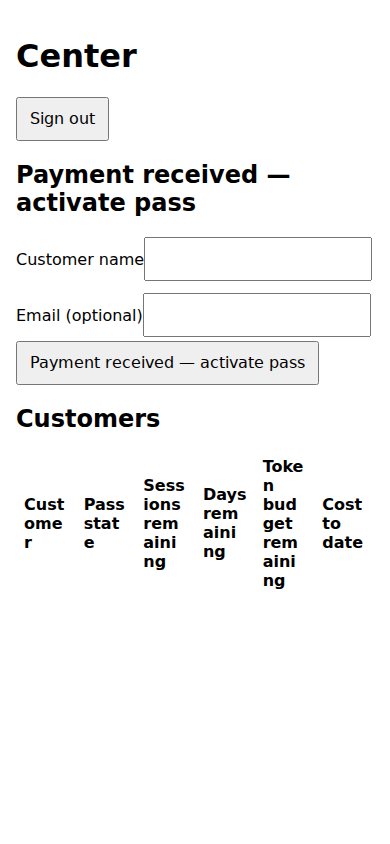 Center
Sign out
Payment received —
activate pass
Customer name
Email (optional)
Payment received — activate pass
Customers
Cust
ome
r
Pass
stat
e
Sess
ions
rem
aini
ng
Days
rem
aini
ng
Toke
n
bud
get
rem
aini
ng
Cost
to
date